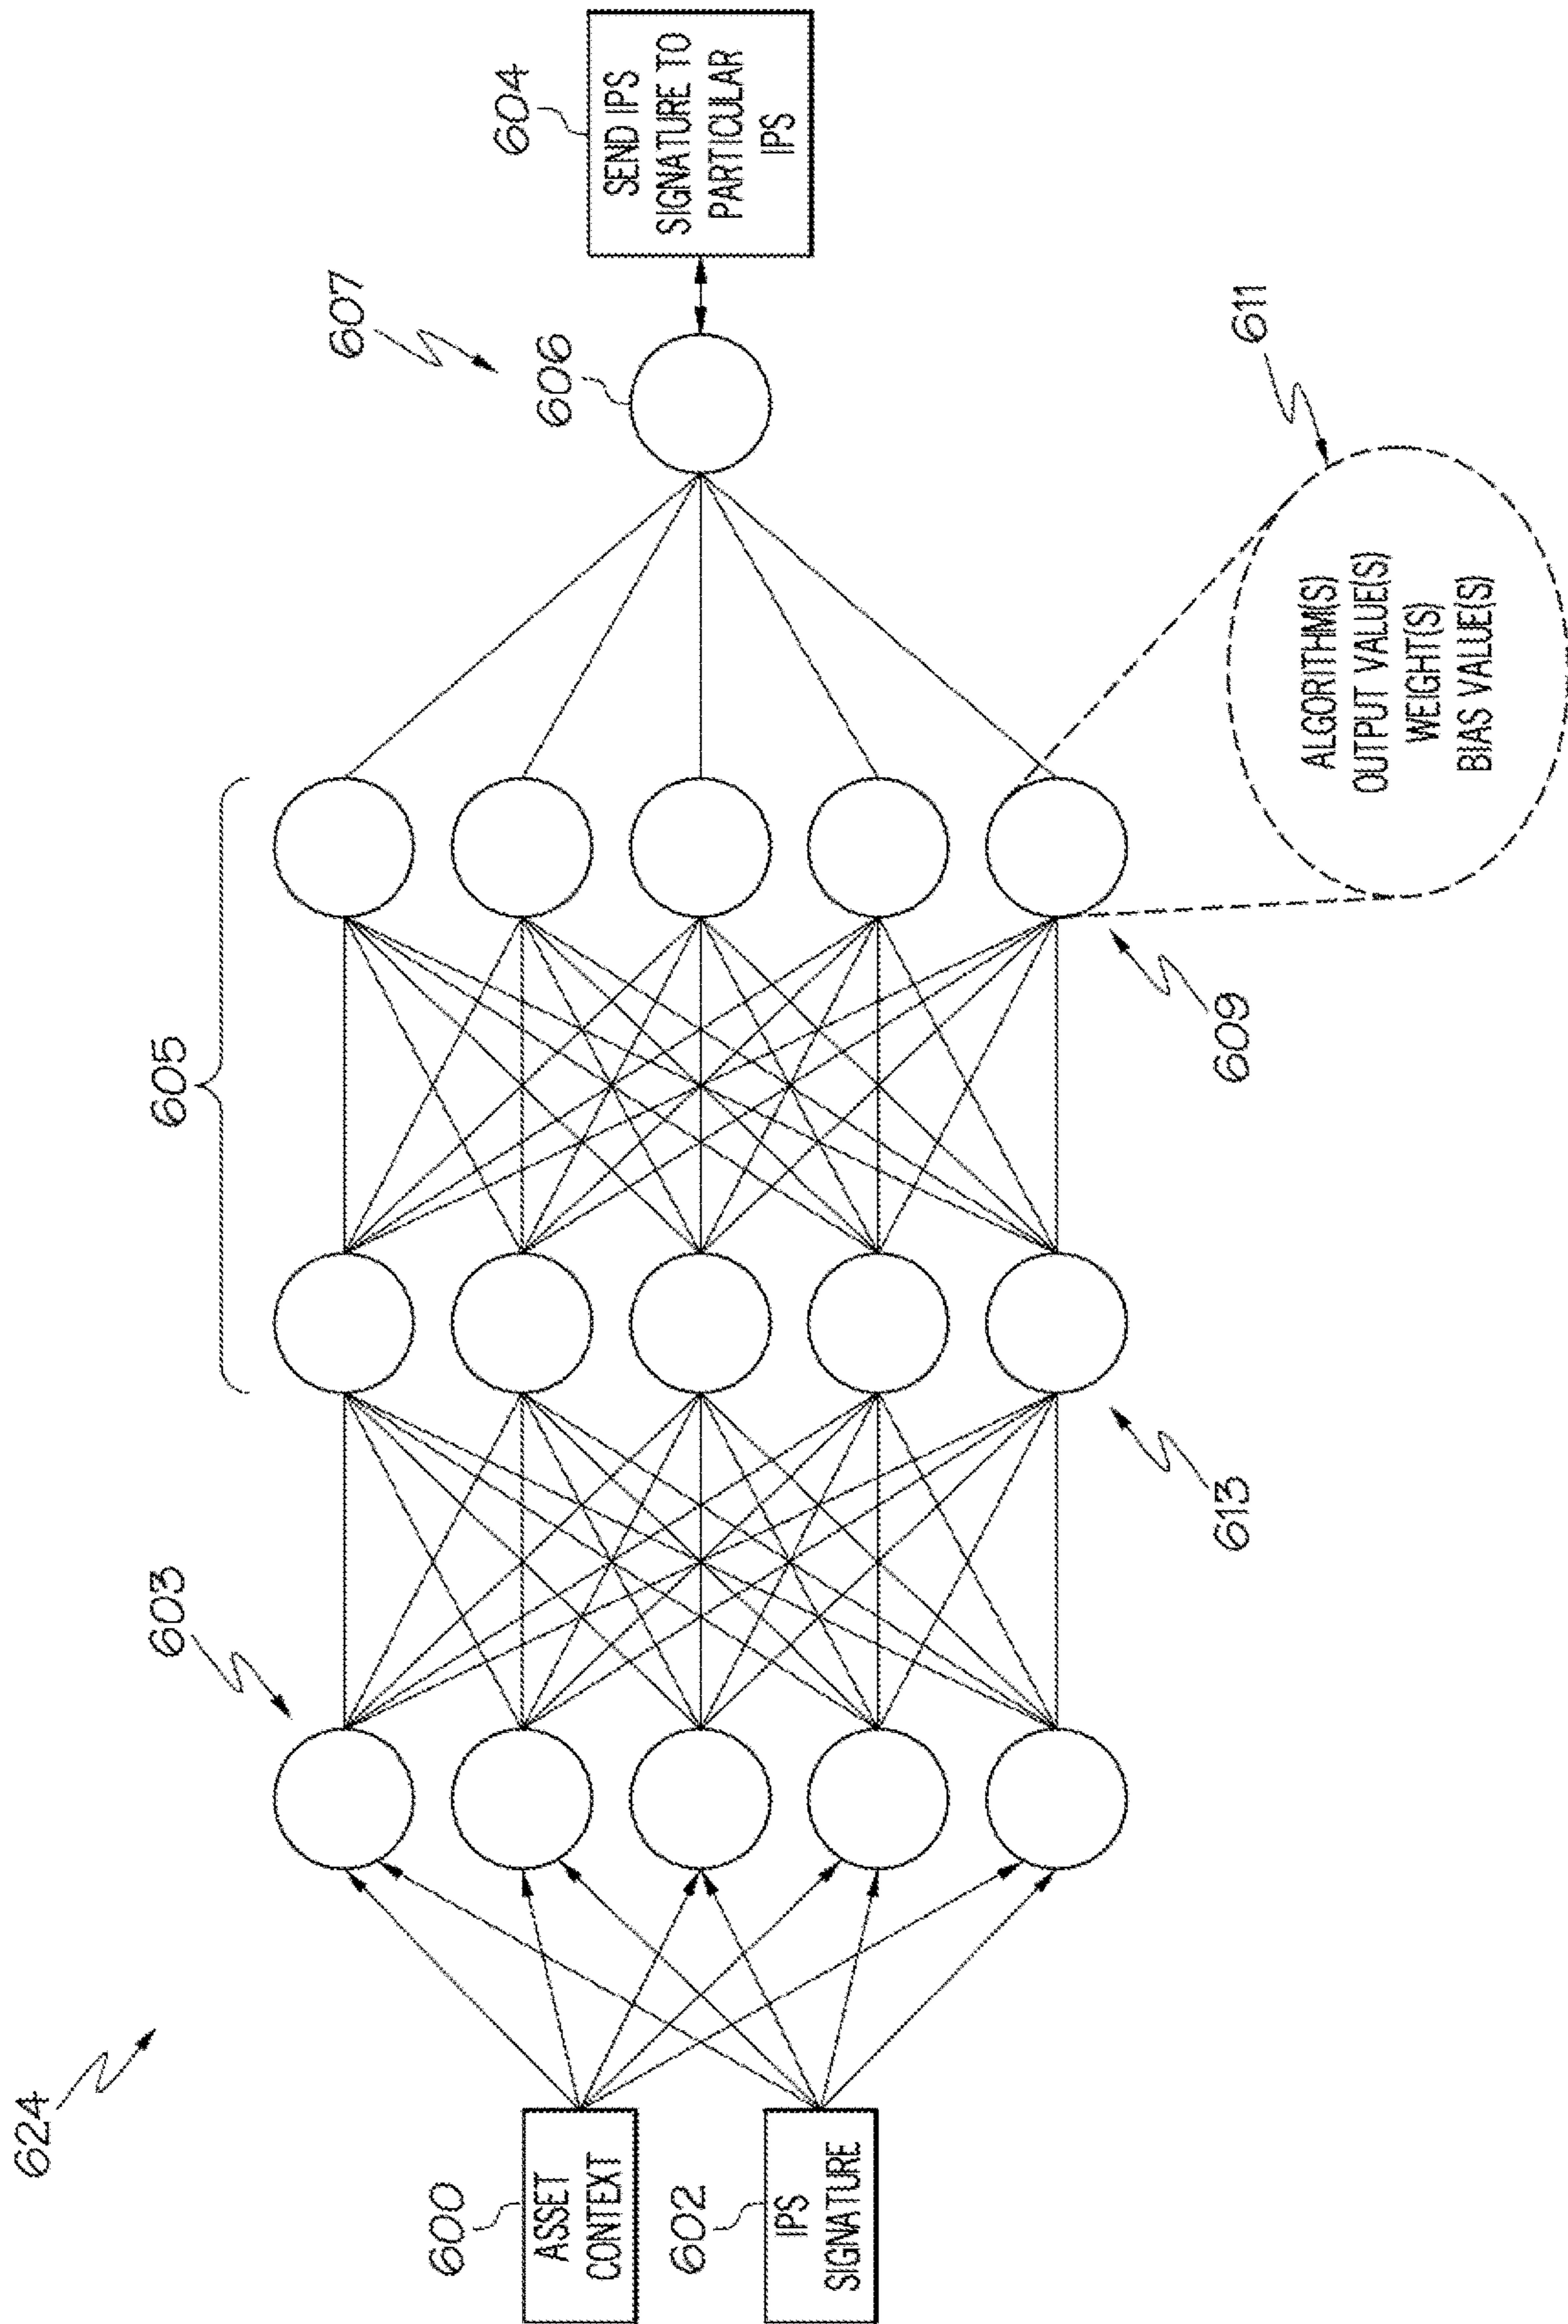 624
600
ASSET
CONTEXT
602
IPS
SIGNATURE
603
605
613
609
607
606
604
SEND IPS
SIGNATURE TO
PARTICULAR
IPS
611
ALGORITHM(S)
OUTPUT VALUE(S)
WEIGHT(S)
BIAS VALUE(S)